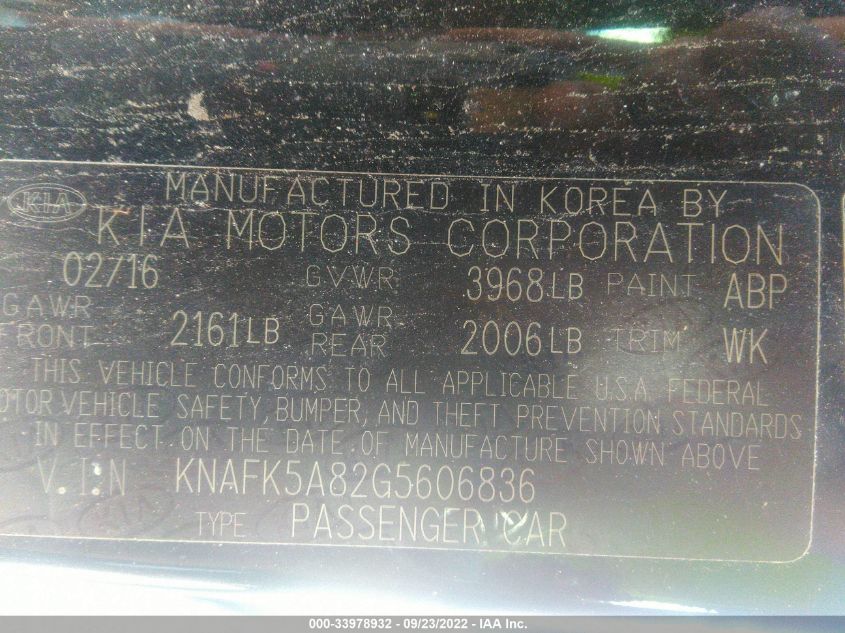 MANUFACTURED IN KOREA BY
KIA KIA MOTORS CORPORATION
02/16 GVWR 3968LB PAINT ABP
GAWR FRONT 2161LB GAWR REAR 2006LB TRIM WK
THIS VEHICLE CONFORMS TO ALL APPLICABLE U.S.A. FEDERAL
OTOR VEHICLE SAFETY, BUMPER, AND THEFT PREVENTION STANDARDS
IN EFFECT ON THE DATE OF MANUFACTURE SHOWN ABOVE
V.I.N KNAFK5A82G5606836
TYPE PASSENGER CAR
000-33978932 - 09/23/2022 - IAA Inc.